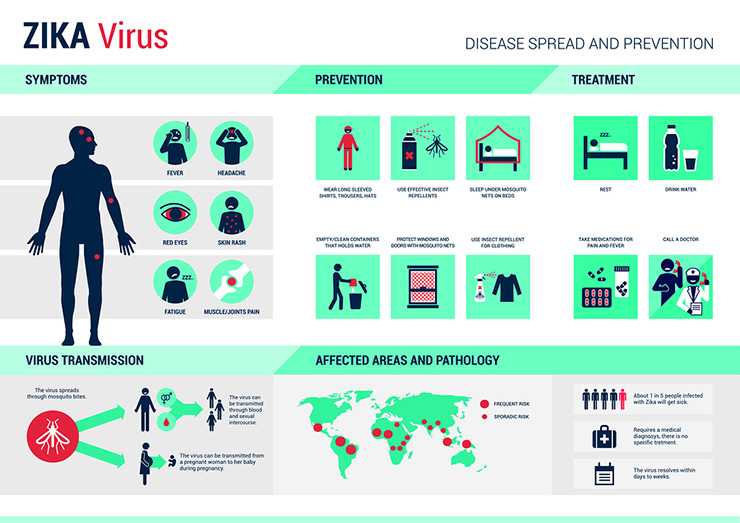 ZIKA Virus
DISEASE SPREAD AND PREVENTION
SYMPTOMS
FEVER
HEADACHE
RED EYES
SKIN RASH
ZZZ..
FATIGUE
MUSCLE/JOINTS PAIN
PREVENTION
WEAR LONG SLEEVED
SHIRTS, TROUSERS, HATS
USE EFFECTIVE INSECT
REPELLENTS
SLEEP UNDER MOSQUITO
NETS ON BEDS
EMPTY/CLEAN CONTAINERS
THAT HOLDS WATER
PROTECT WINDOWS AND
DOORS WITH MOSQUITO NETS
USE INSECT REPELLENT
FOR CLOTHING
TREATMENT
ZZZ..
REST
DRINK WATER
TAKE MEDICATIONS FOR
PAIN AND FEVER
CALL A DOCTOR
VIRUS TRANSMISSION
The virus spreads
through mosquito bites.
The virus can be
transmitted
through blood
and sexual
intercourse
The virus can be transmitted
from a pregnant woman to her baby
during pregnancy.
AFFECTED AREAS AND PATHOLOGY
FREQUENT RISK
SPORADIC RISK
About 1 in 5 people infected
with Zika will get sick.
Requires a medical
diagnozys, there is no
specific tretment.
The virus resolves within
days to weeks.